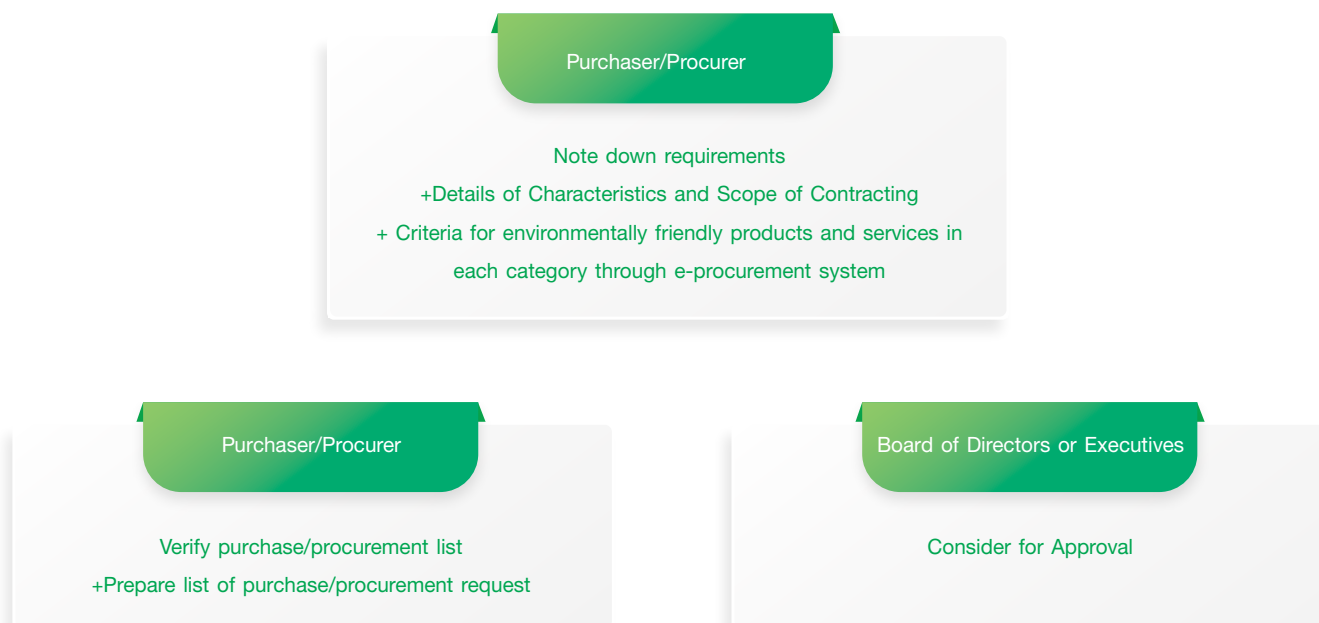 Purchaser/Procurer
Note down requirements
+Details of Characteristics and Scope of Contracting
+ Criteria for environmentally friendly products and services in
each category through e-procurement system
Purchaser/Procurer
Verify purchase/procurement list
+Prepare list of purchase/procurement request
Board of Directors or Executives
Consider for Approval